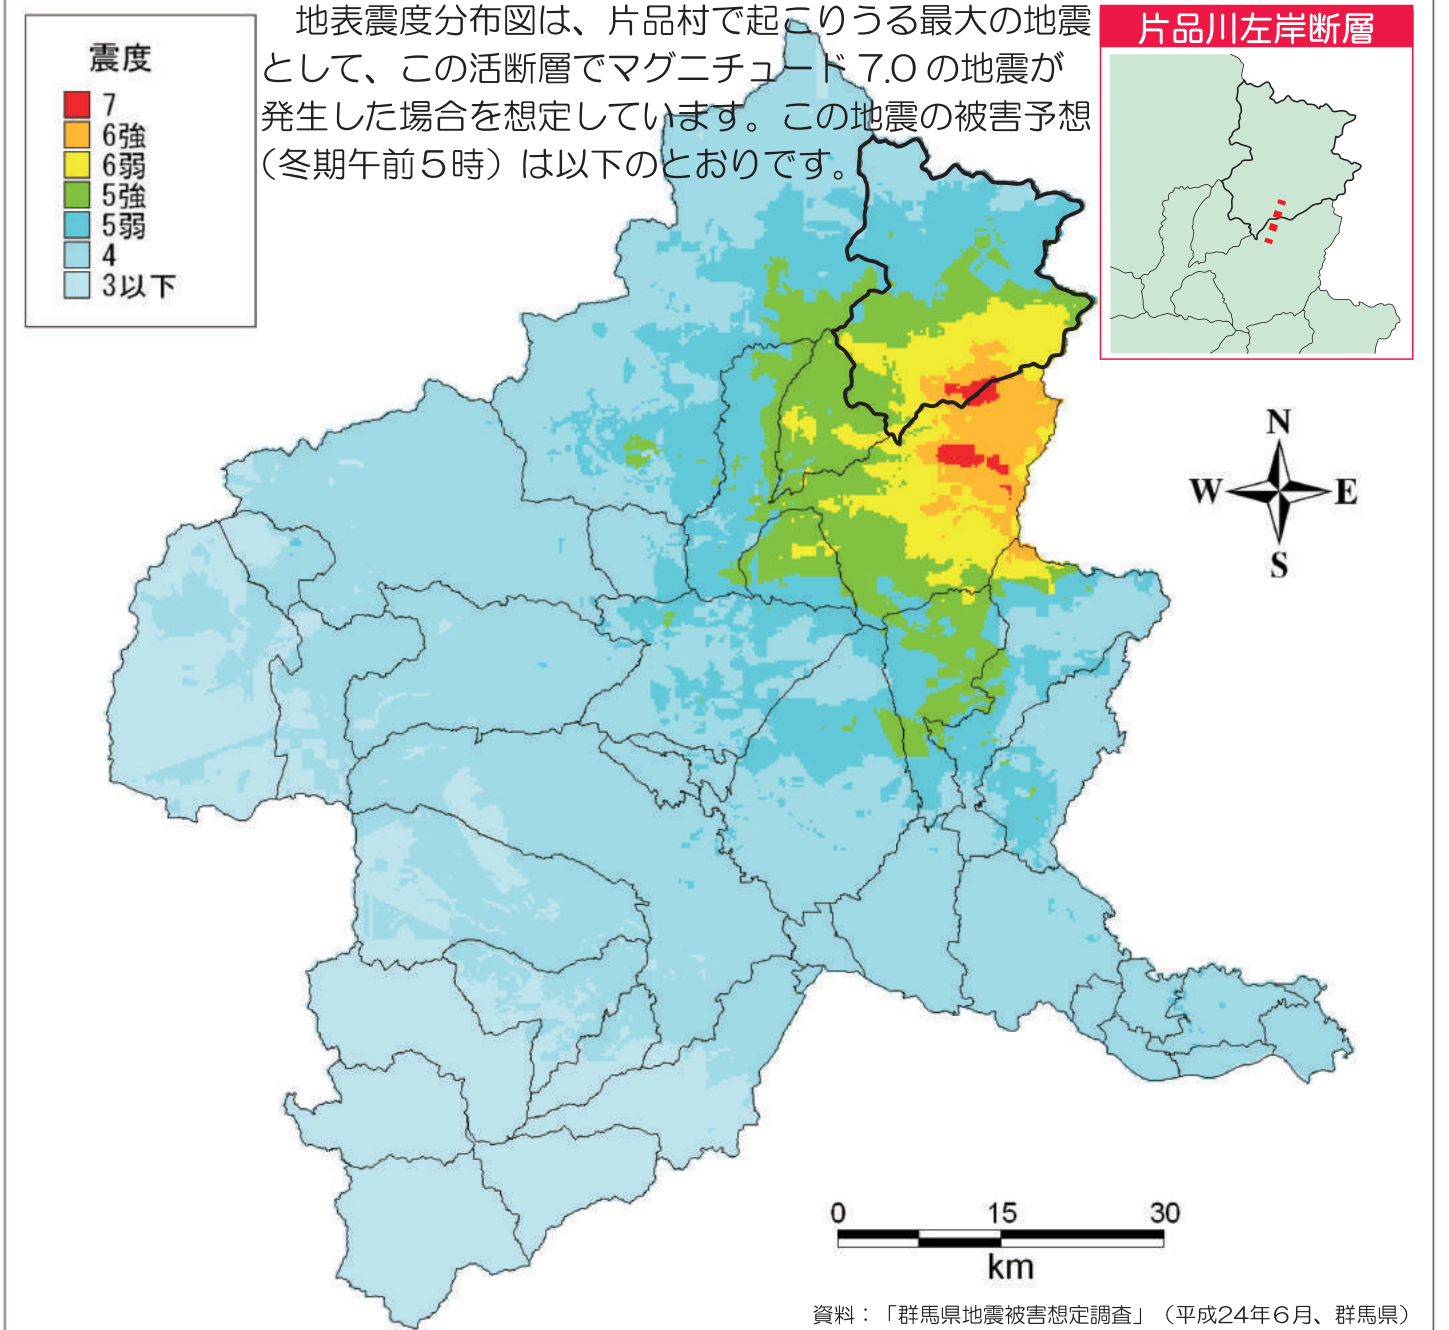 地表震度分布図は、片品村で起こりうる最大の地震
として、この活断層でマグニチュード 7.0 の地震が
発生した場合を想定しています。この地震の被害予想
（冬期午前５時）は以下のとおりです。
震度
7
6強
6弱
5強
5弱
4
3以下
片品川左岸断層
N
W E
S
0 15 30
km
資料：「群馬県地震被害想定調査」（平成24年６月、群馬県）